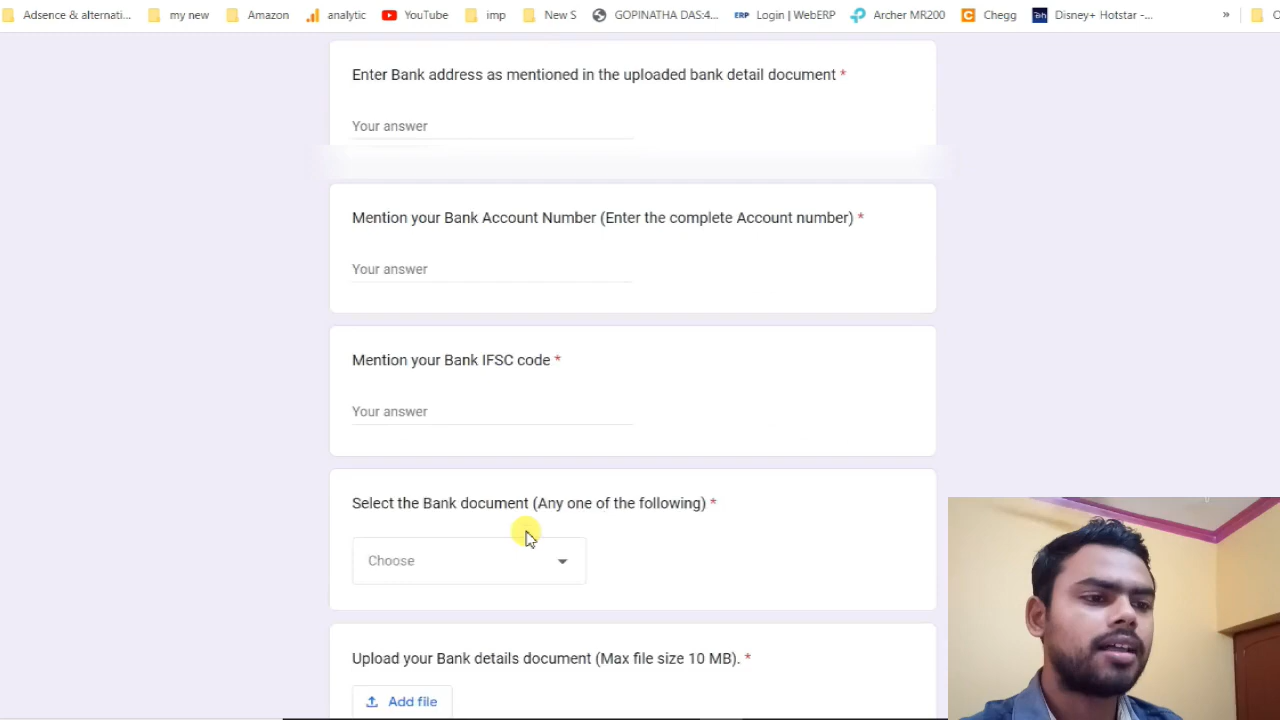 Adsence & alternati... my new Amazon analytic YouTube imp New S GOPINATHA DAS:4... ERP Login | WebERP Archer MR200 Chegg Disney+ Hotstar -... »
Enter Bank address as mentioned in the uploaded bank detail document *
Your answer
Mention your Bank Account Number (Enter the complete Account number) *
Your answer
Mention your Bank IFSC code *
Your answer
Select the Bank document (Any one of the following) *
Choose
Upload your Bank details document (Max file size 10 MB). *
Add file